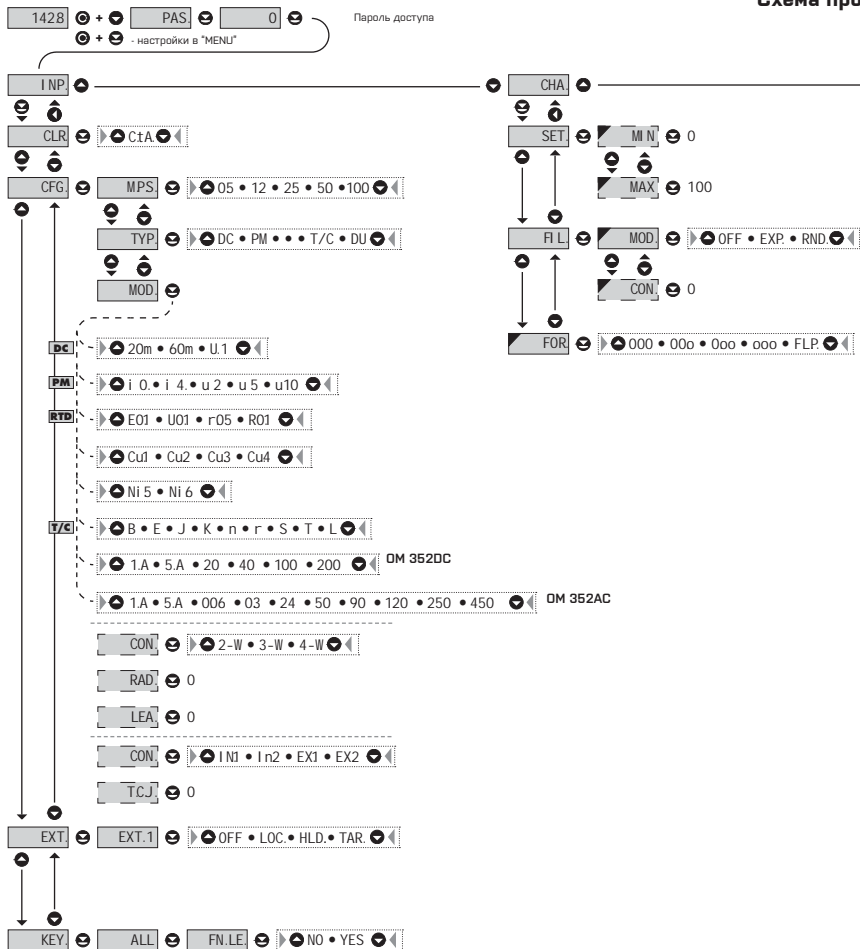 Схема про
1428 + PAS. 0 Пароль доступа
+ - настройки в "MENU"
INP. CHA.
CLR. CtA. SET. MIN 0
CFG. MPS. 05 • 12 • 25 • 50 • 100 MAX 100
TYP. DC • PM • • • T/C • DU FIL. MOD. OFF • EXP. • RND.
MOD. CON. 0
FOR. 000 • 00o • 0oo • ooo • FLP.
DC 20m • 60m • U.1
PM i 0. • i 4. • u 2 • u 5 • u10
RTD E01 • U01 • r05 • R01
Cu1 • Cu2 • Cu3 • Cu4
Ni 5 • Ni 6
T/C B • E • J • K • n • r • S • T • L
1.A • 5.A • 20 • 40 • 100 • 200 OM 352DC
1.A • 5.A • 006 • 03 • 24 • 50 • 90 • 120 • 250 • 450 OM 352AC
CON. 2-W • 3-W • 4-W
RAD. 0
LEA. 0
CON. IN1 • In2 • EX1 • EX2
T.C.J. 0
EXT. EXT.1 OFF • LOC. • HLD. • TAR.
KEY. ALL FN.LE. NO • YES